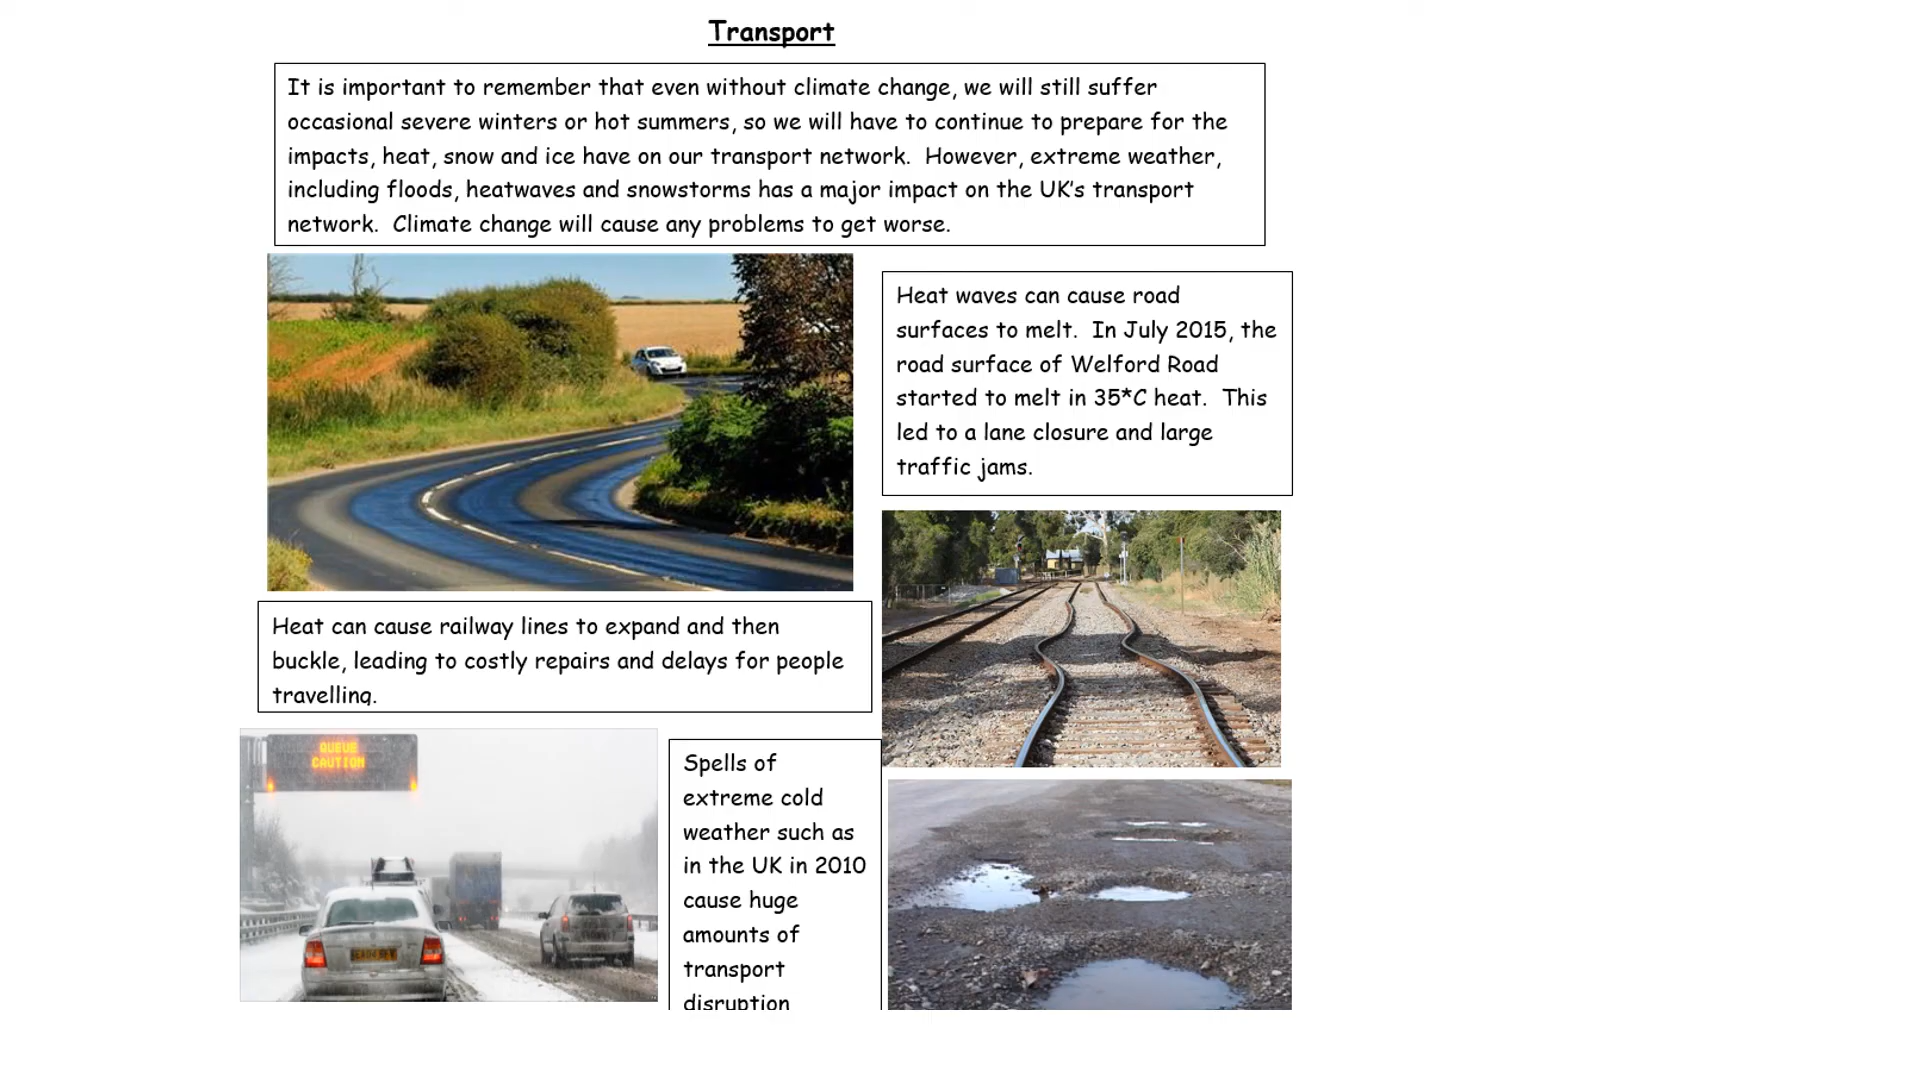 Transport
It is important to remember that even without climate change, we will still suffer
occasional severe winters or hot summers, so we will have to continue to prepare for the
impacts, heat, snow and ice have on our transport network.  However, extreme weather,
including floods, heatwaves and snowstorms has a major impact on the UK's transport
network.  Climate change will cause any problems to get worse.
Heat waves can cause road
surfaces to melt.  In July 2015, the
road surface of Welford Road
started to melt in 35*C heat.  This
led to a lane closure and large
traffic jams.
Heat can cause railway lines to expand and then
buckle, leading to costly repairs and delays for people
travelling.
QUEUE
CAUTION
Spells of
extreme cold
weather such as
in the UK in 2010
cause huge
amounts of
transport
disruption